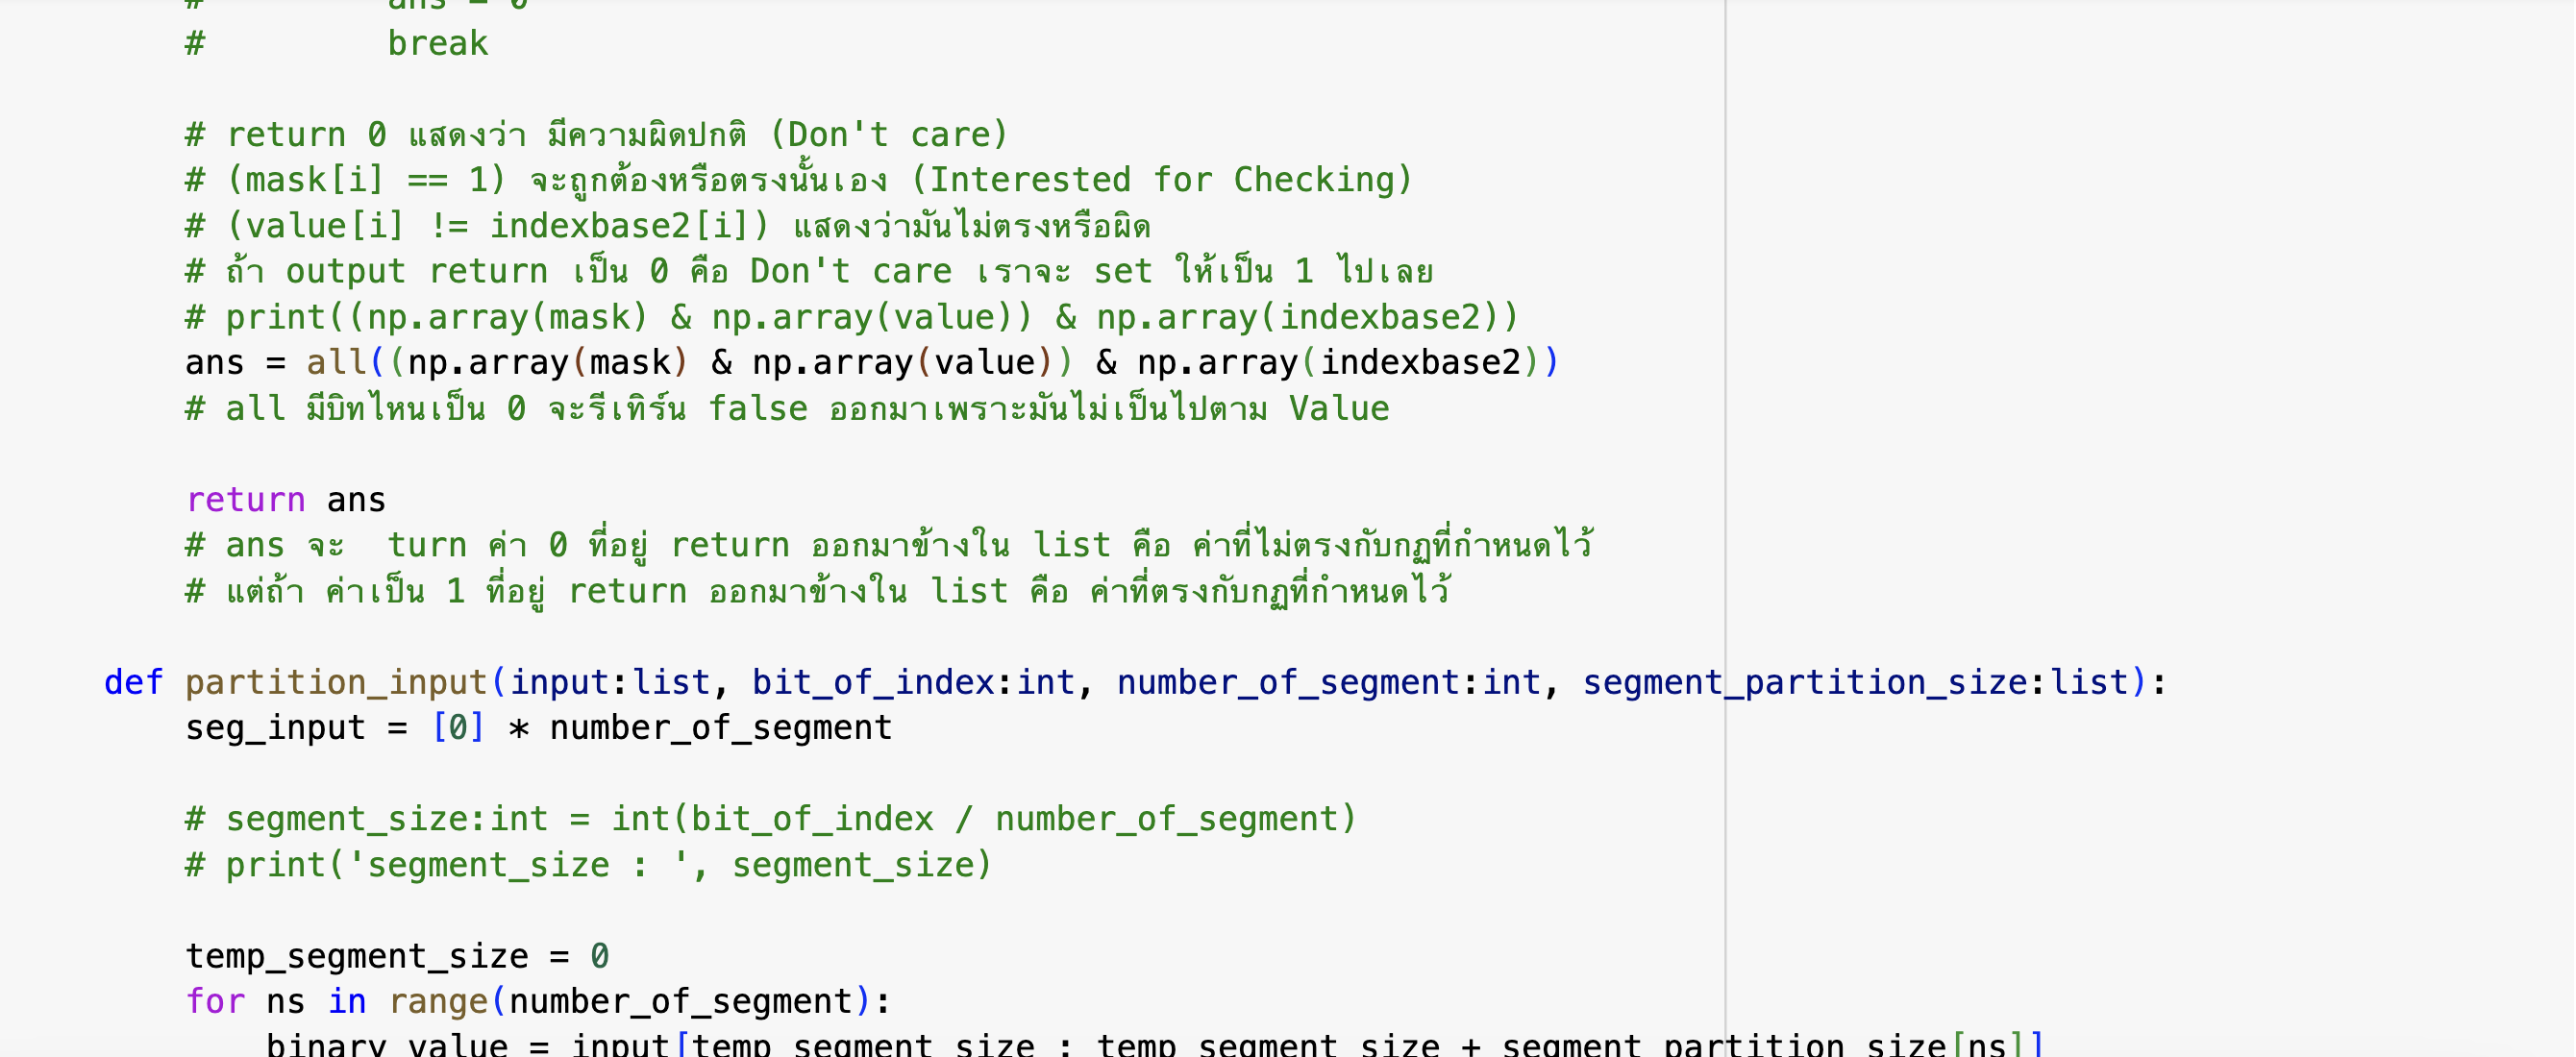 #         ans = 0
#         break
# return 0 แสดงว่า มีความผิดปกติ (Don't care)
# (mask[i] == 1) จะถูกต้องหรือตรงนั้นเอง (Interested for Checking)
# (value[i] != indexbase2[i]) แสดงว่ามันไม่ตรงหรือผิด
# ถ้า output return เป็น 0 คือ Don't care เราจะ set ให้เป็น 1 ไปเลย
# print((np.array(mask) & np.array(value)) & np.array(indexbase2))
ans = all((np.array(mask) & np.array(value)) & np.array(indexbase2))
# all มีบิทไหนเป็น 0 จะรีเทิร์น false ออกมาเพราะมันไม่เป็นไปตาม Value
return ans
# ans จะ  turn ค่า 0 ที่อยู่ return ออกมาข้างใน list คือ ค่าที่ไม่ตรงกับกฏที่กำหนดไว้
# แต่ถ้า ค่าเป็น 1 ที่อยู่ return ออกมาข้างใน list คือ ค่าที่ตรงกับกฏที่กำหนดไว้
def partition_input(input:list, bit_of_index:int, number_of_segment:int, segment_partition_size:list):
seg_input = [0] * number_of_segment
# segment_size:int = int(bit_of_index / number_of_segment)
# print('segment_size : ', segment_size)
temp_segment_size = 0
for ns in range(number_of_segment):
binary_value = input[temp_segment_size : temp_segment_size + segment_partition_size[ns]]